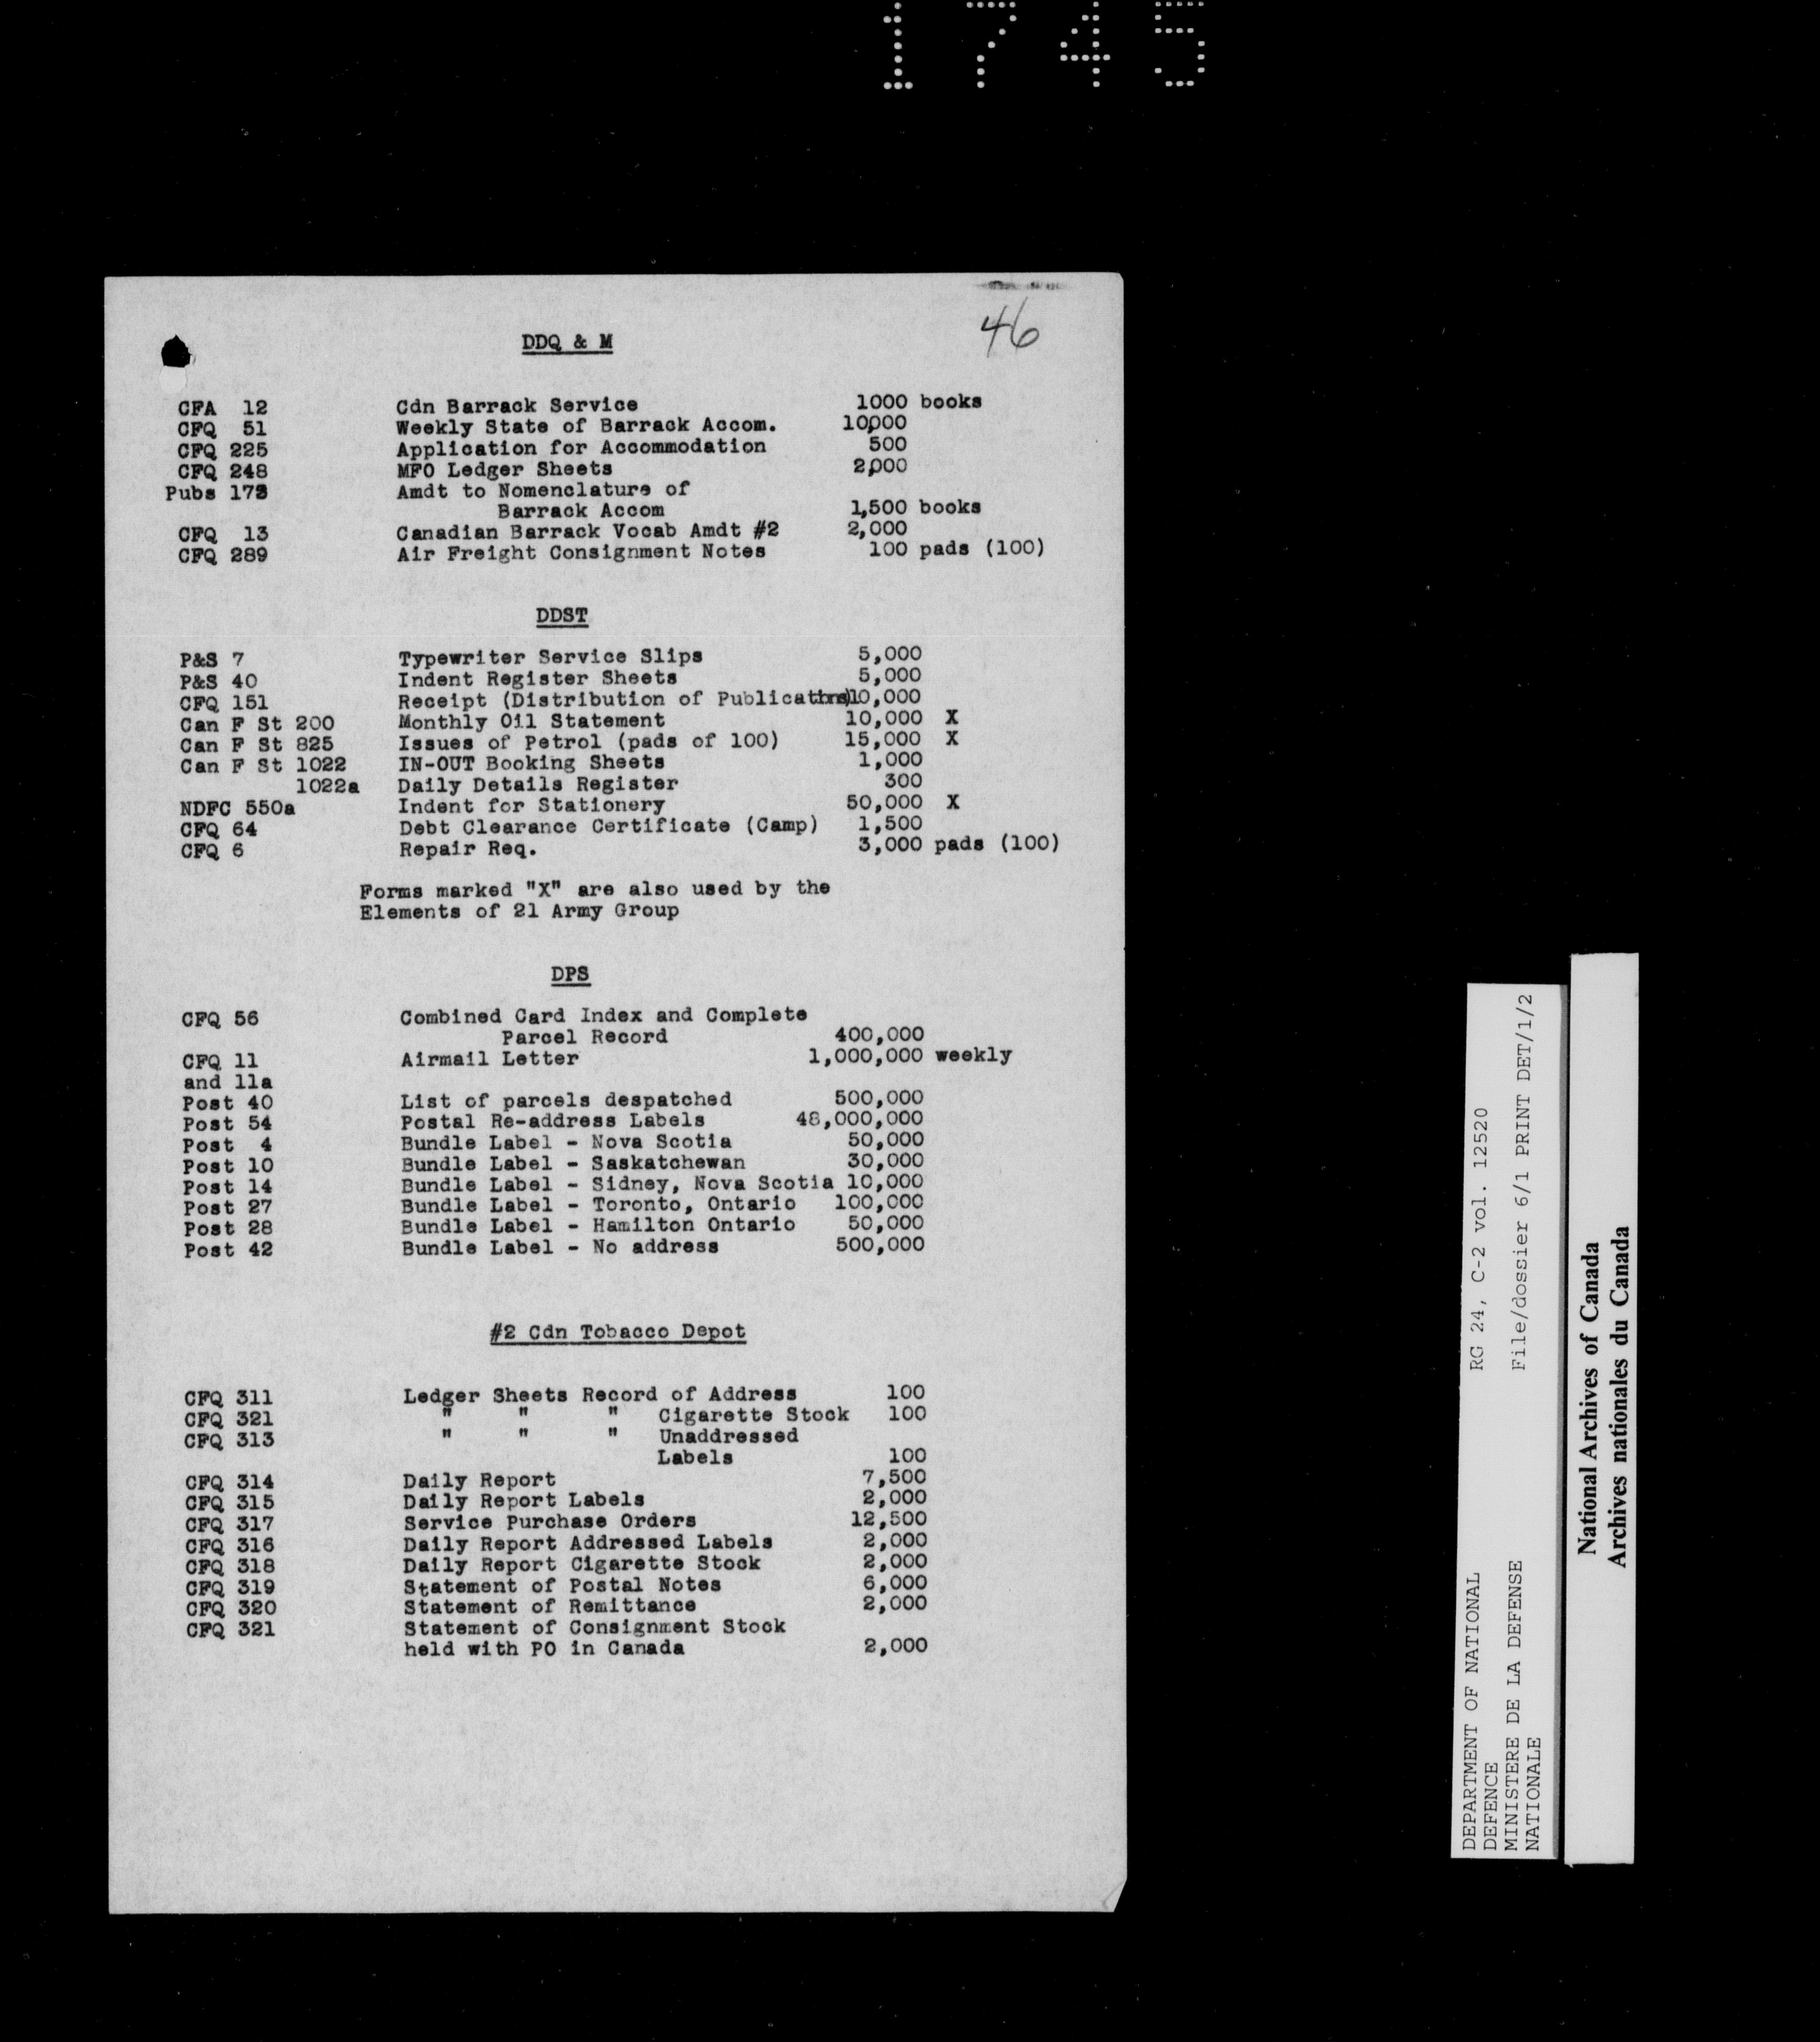 1745
46
DDQ & M
CFA 12 Cdn Barrack Service 1000 books
CFQ 51 Weekly State of Barrack Accom. 10,000
CFQ 225 Application for Accommodation 500
CFQ 248 MFO Ledger Sheets 2,000
Pubs Amdt to Nomenclature of
Barrack Accom 1,500 books
CFQ 13 Canadian Barrack Vocab Amdt #2 2,000
CFQ 289 Air Freight Consignment Notes 100 pads (100)
DDST
P&S 7 Typewriter Service Slips 5,000
P&S 40 Indent Register Sheets 5,000
CFQ 151 Receipt (Distribution of Publications) 10,000
Can F St 200 Monthly Oil Statement 10,000 X
Can F St 825 Issues of Petrol (pads of 100) 15,000 X
Can F St 1022 IN-OUT Booking Sheets 1,000
1022a Daily Details Register 300
NDFC 550a Indent for Stationery 50,000 X
CFQ 64 Debt Clearance Certificate (Camp) 1,500
CFQ 6 Repair Req. 3,000 pads (100)
Forms marked "X" are also used by the
Elements of 21 Army Group
DPS
CFQ 56 Combined Card Index and Complete
Parcel Record 400,000
CFQ 11 Airmail Letter 1,000,000 weekly
and 11a
Post 40 List of parcels despatched 500,000
Post 54 Postal Re-address Labels 48,000,000
Post 4 Bundle Label - Nova Scotia 50,000
Post 10 Bundle Label - Saskatchewan 30,000
Post 14 Bundle Label - Sidney, Nova Scotia 10,000
Post 27 Bundle Label - Toronto, Ontario 100,000
Post 28 Bundle Label - Hamilton Ontario 50,000
Post 42 Bundle Label - No address 500,000
#2 Cdn Tobacco Depot
CFQ 311 Ledger Sheets Record of Address 100
CFQ 321 " " " Cigarette Stock 100
CFQ 313 " " " Unaddressed
Labels 100
CFQ 314 Daily Report 7,500
CFQ 315 Daily Report Labels 2,000
CFQ 317 Service Purchase Orders 12,500
CFQ 316 Daily Report Addressed Labels 2,000
CFQ 318 Daily Report Cigarette Stock 2,000
CFQ 319 Statement of Postal Notes 6,000
CFQ 320 Statement of Remittance 2,000
CFQ 321 Statement of Consignment Stock
held with PO in Canada 2,000
DEPARTMENT OF NATIONAL RG 24, C-2 vol. 12520
DEFENCE
MINISTERE DE LA DEFENSE File/dossier 6/1 PRINT DET/1/2
NATIONALE
National Archives of Canada
Archives nationales du Canada